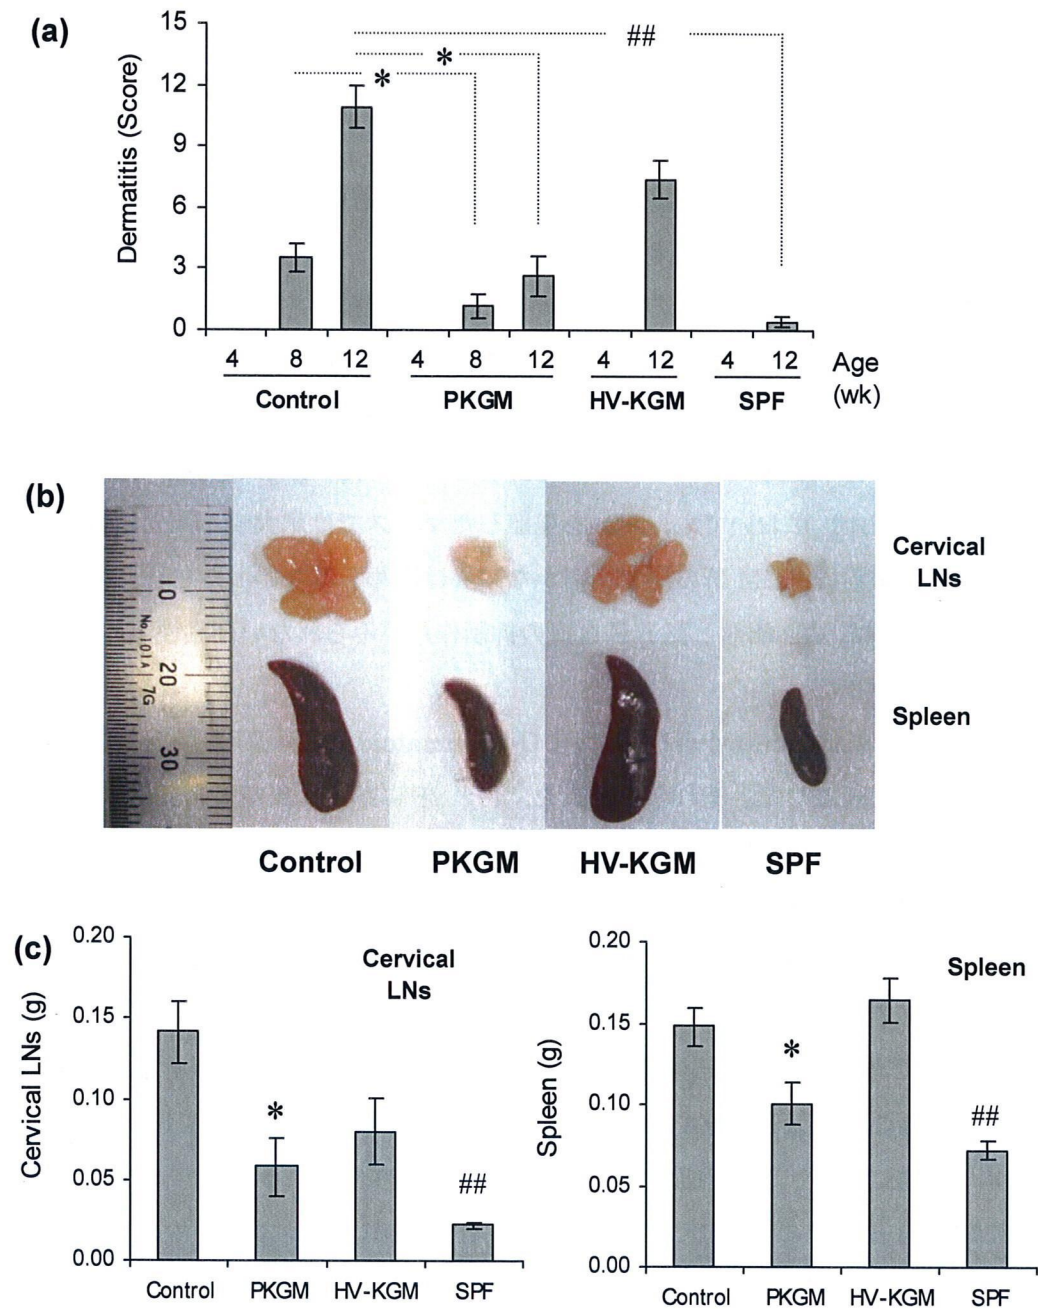 (a)
Dermatitis (Score)
15
12
9
6
3
0
*
*
##
4 8 12 4 8 12 4 12 4 12 Age
Control PKGM HV-KGM SPF (wk)
(b)
10
20
30
No. 101A
7G
Cervical
LNs
Spleen
Control PKGM HV-KGM SPF
(c)
Cervical LNs (g)
0.20
0.15
0.10
0.05
0.00
Cervical
LNs
*
##
Control PKGM HV-KGM SPF
Spleen (g)
0.20
0.15
0.10
0.05
0.00
Spleen
*
##
Control PKGM HV-KGM SPF